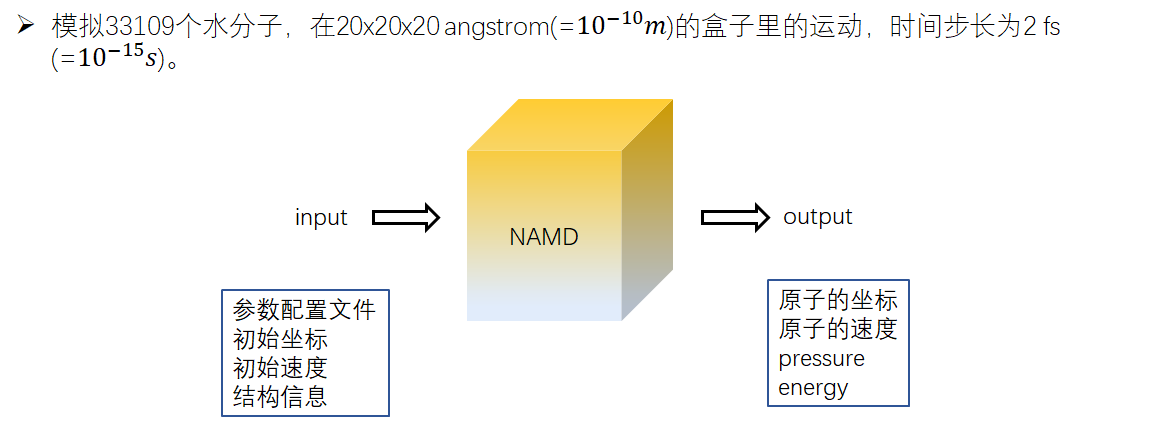 ➢ 模拟33109个水分子，在20x20x20 angstrom(=10⁻¹⁰m)的盒子里的运动，时间步长为2 fs
(=10⁻¹⁵s)。
input
NAMD
output
参数配置文件
初始坐标
初始速度
结构信息
原子的坐标
原子的速度
pressure
energy